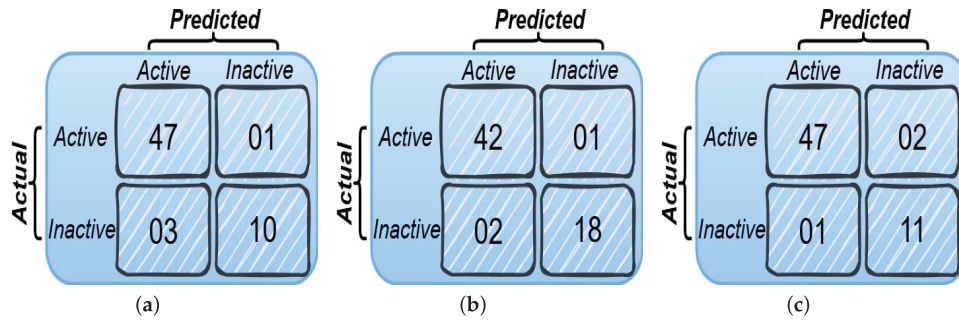 Predicted Predicted Predicted
Active Inactive Active Inactive Active Inactive
Actual Active 47 01 Actual Active 42 01 Actual Active 47 02
Inactive 03 10 Inactive 02 18 Inactive 01 11
(a) (b) (c)